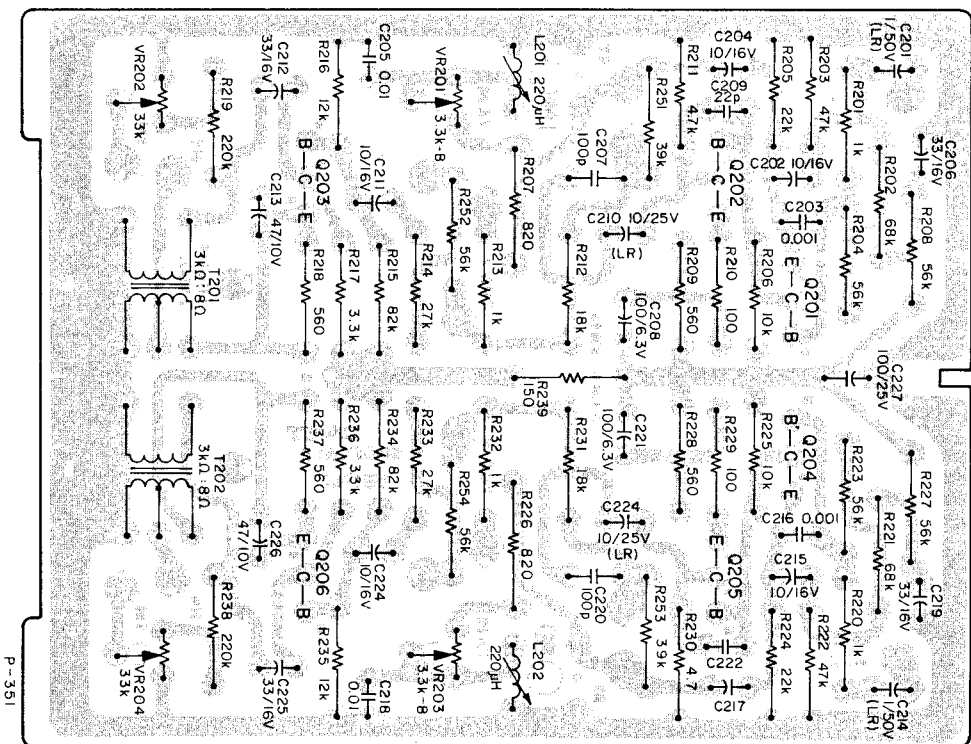 C201
1/50V
(LR)
C204
10/16V
C209
22p
R203
47k
R205
22k
R211
4.7k
R201
1k
C206
33/16V
R202
68k
R208
56k
C202 10/16V
C203
0.001
R204
56k
Q202
B-C-E
Q201
E-C-B
R206
10k
R210
100
R209
560
R251
39k
C207
100p
C210 10/25V
(LR)
C208
100/6.3V
L201 220μH
R207
820
R212
18k
VR201
3.3k-B
C205 0.01
R216
12k
C212
33/16V
Q203
B-C-E
C211
10/16V
R252
56k
R213
1k
R214
27k
R215
82k
R217
3.3k
R218
560
C213 47/10V
R219
220k
VR202
33k
T201
3kΩ:8Ω
C227
100/25V
R239
150
Q204
B-C-E
R225
10k
R229
100
R228
560
C221
100/6.3V
R231
18k
R232
1k
R233
27k
R234
82k
R236
3.3k
R237
560
T202
3kΩ:8Ω
R223
56k
R227
56k
R221
68k
C216 0.001
C215
10/16V
C219
33/16V
R220
1k
R222
47k
R224
22k
C214
1/50V
(LR)
Q205
E-C-B
C222
C217
R230
4.7
R253
39k
C224
10/25V
(LR)
C220
100p
R226
820
R254
56k
L202
220μH
VR203
3.3k-B
C224
10/16V
C218
0.01
R235
12k
Q206
E-C-B
C226
47/10V
C225
33/16V
R238
220k
VR204
33k
P-351